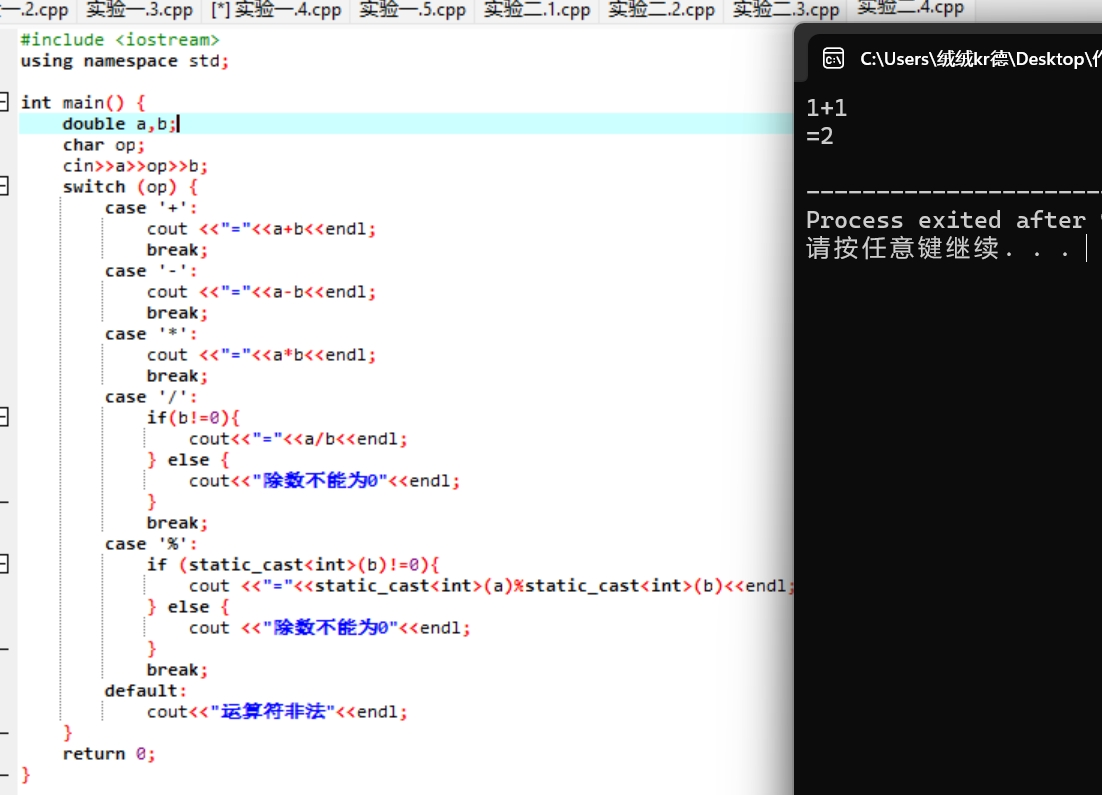 一.2.cpp 实验一.3.cpp [*] 实验一.4.cpp 实验一.5.cpp 实验二.1.cpp 实验二.2.cpp 实验二.3.cpp 实验二.4.cpp
#include <iostream>
using namespace std;
int main() {
double a,b;
char op;
cin>>a>>op>>b;
switch (op) {
case '+':
cout <<"="<<a+b<<endl;
break;
case '-':
cout <<"="<<a-b<<endl;
break;
case '*':
cout <<"="<<a*b<<endl;
break;
case '/':
if(b!=0){
cout<<"="<<a/b<<endl;
} else {
cout<<"除数不能为0"<<endl;
}
break;
case '%':
if (static_cast<int>(b)!=0){
cout <<"="<<static_cast<int>(a)%static_cast<int>(b)<<endl;
} else {
cout <<"除数不能为0"<<endl;
}
break;
default:
cout<<"运算符非法"<<endl;
}
return 0;
}
C:\Users\绒绒kr德\Desktop\
1+1
=2
--------------------
Process exited after
请按任意键继续. . .